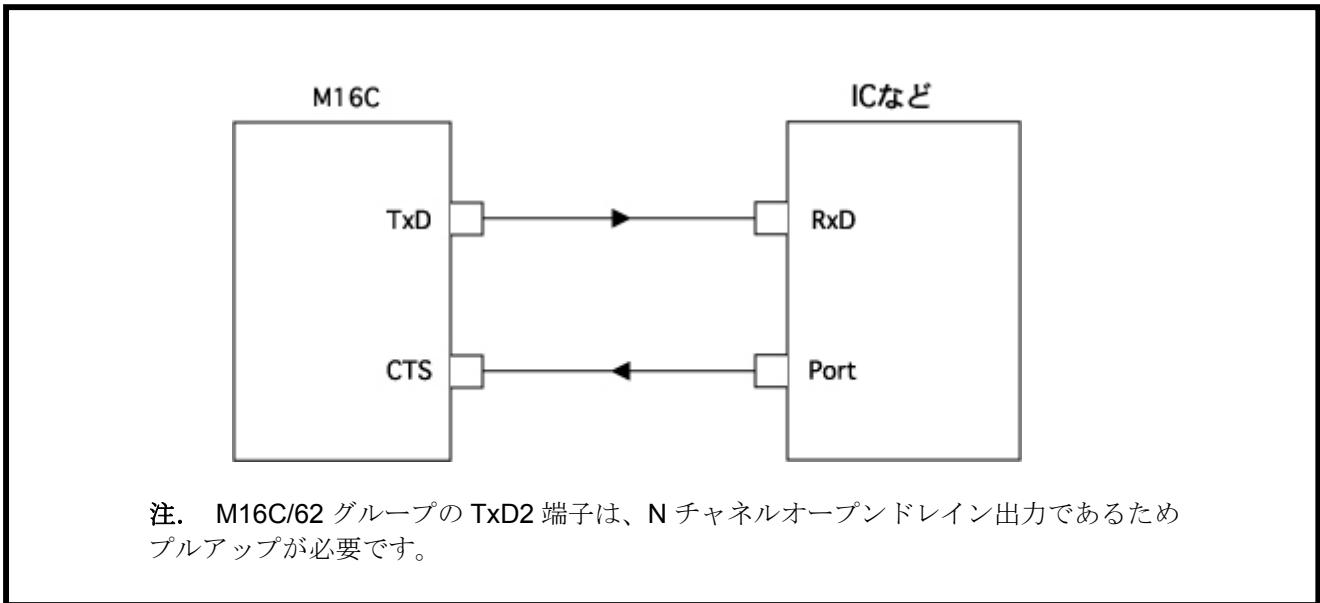 M16C
ICなど
TxD
RxD
CTS
Port
注. M16C/62 グループの TxD2 端子は、N チャネルオープンドレイン出力であるため
プルアップが必要です。